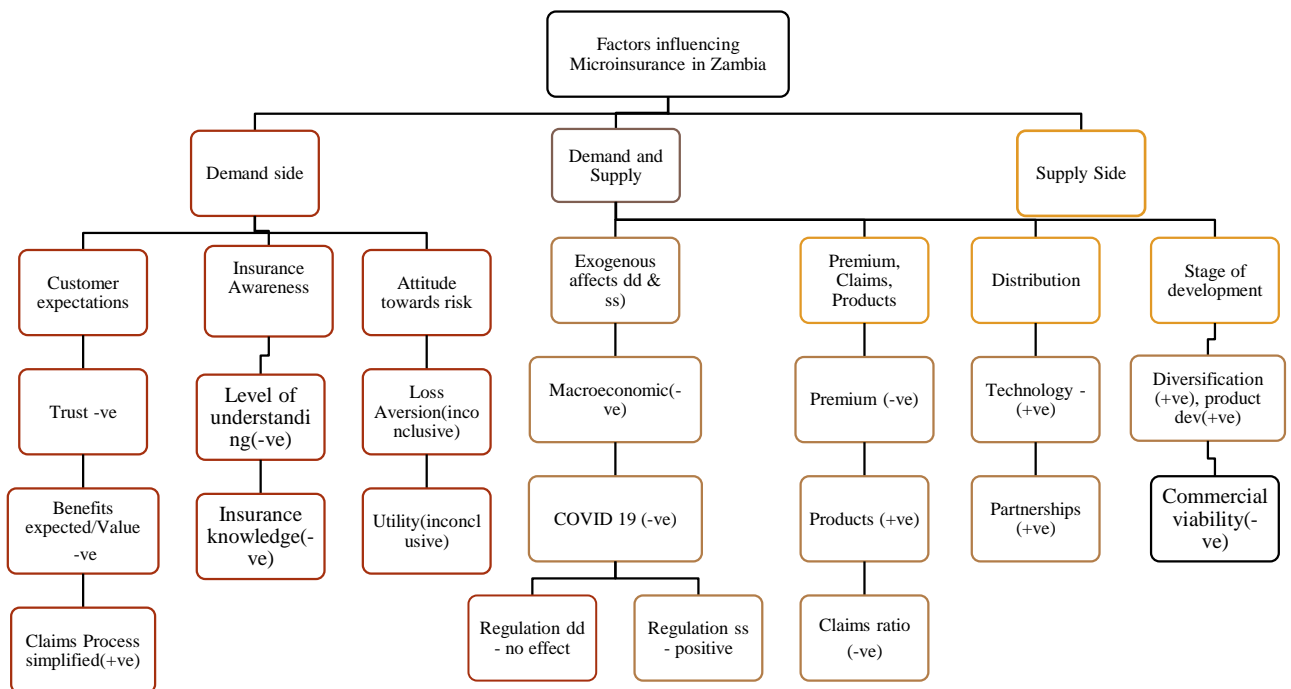 Factors influencing
Microinsurance in Zambia
Demand side
Demand and
Supply
Supply Side
Customer
expectations
Insurance
Awareness
Attitude
towards risk
Exogenous
affects dd &
ss)
Premium,
Claims,
Products
Distribution
Stage of
development
Trust -ve
Level of
understandi
ng(-ve)
Loss
Aversion(inco
nclusive)
Macroeconomic(-
ve)
Premium (-ve)
Technology -
(+ve)
Diversification
(+ve), product
dev(+ve)
Benefits
expected/Value
-ve
Insurance
knowledge(-
ve)
Utility(inconcl
usive)
COVID 19 (-ve)
Products (+ve)
Partnerships
(+ve)
Commercial
viability(-
ve)
Claims Process
simplified(+ve)
Regulation dd
- no effect
Regulation ss
- positive
Claims ratio
(-ve)